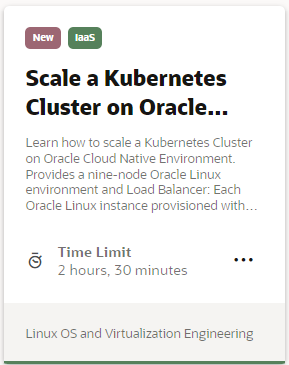 New IaaS
Scale a Kubernetes
Cluster on Oracle...
Learn how to scale a Kubernetes Cluster
on Oracle Cloud Native Environment.
Provides a nine-node Oracle Linux
environment and Load Balancer: Each
Oracle Linux instance provisioned with...
Time Limit
2 hours, 30 minutes
Linux OS and Virtualization Engineering